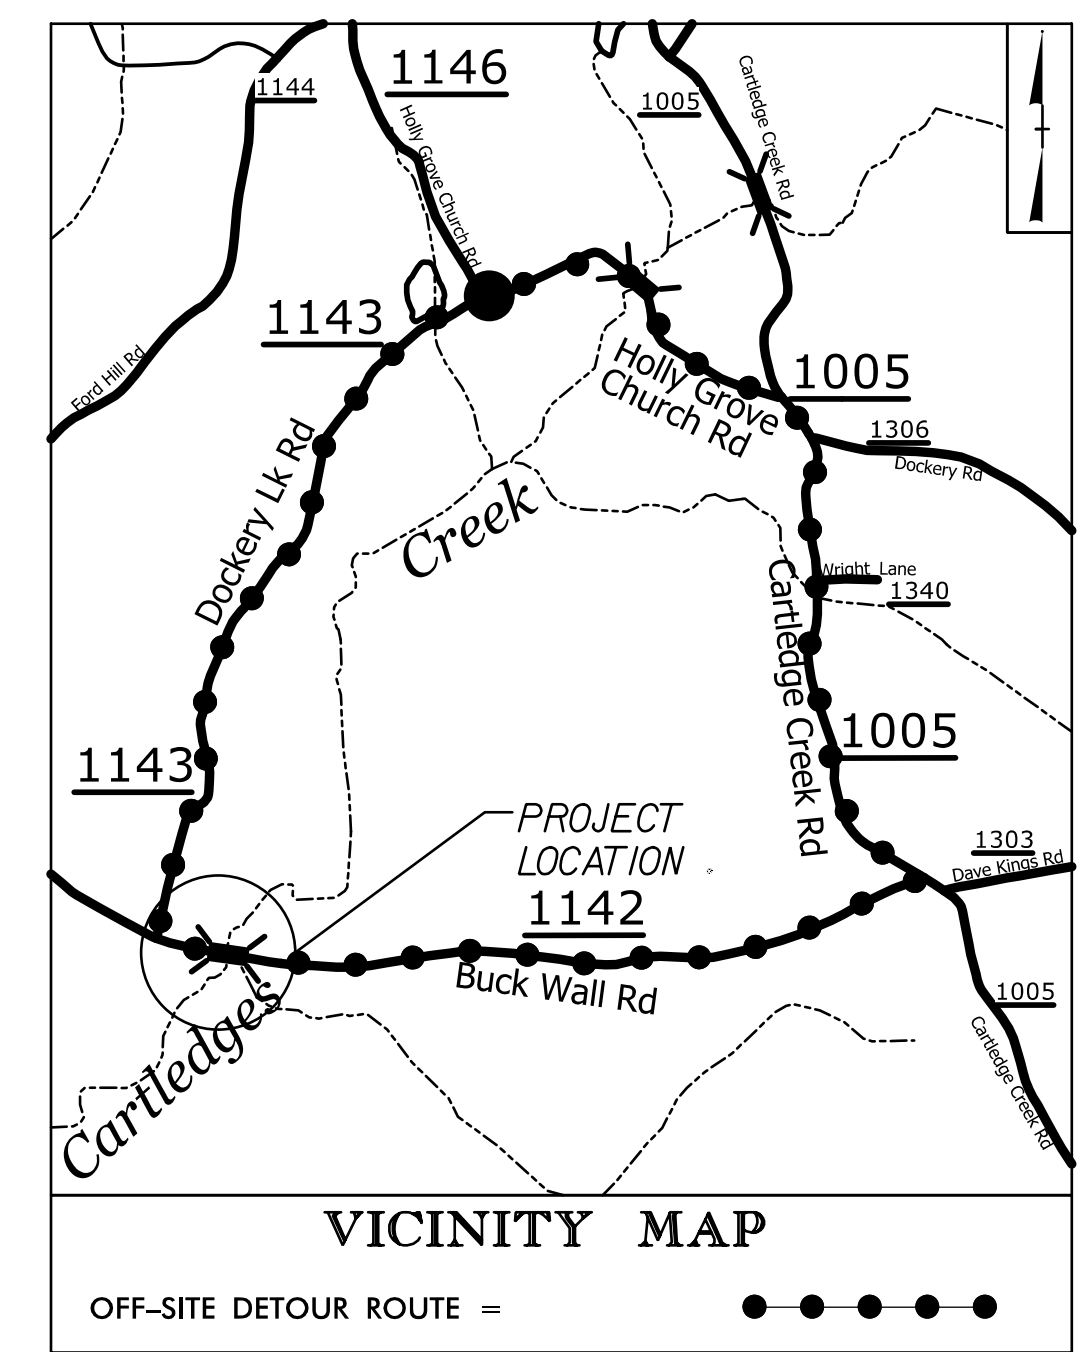 1146
1144
1005
Cartledge Creek Rd
Holly Grove Church Rd
1143
Ford Hill Rd
Holly Grove
Church Rd
1005
1306
Dockery Rd
Dockery Lk Rd
Creek
Wright Lane
1340
Cartledge Creek Rd
1005
1143
PROJECT
LOCATION
1303
Dave Kings Rd
1142
Buck Wall Rd
Cartledges
1005
Cartledge Creek Rd
VICINITY MAP
OFF-SITE DETOUR ROUTE =